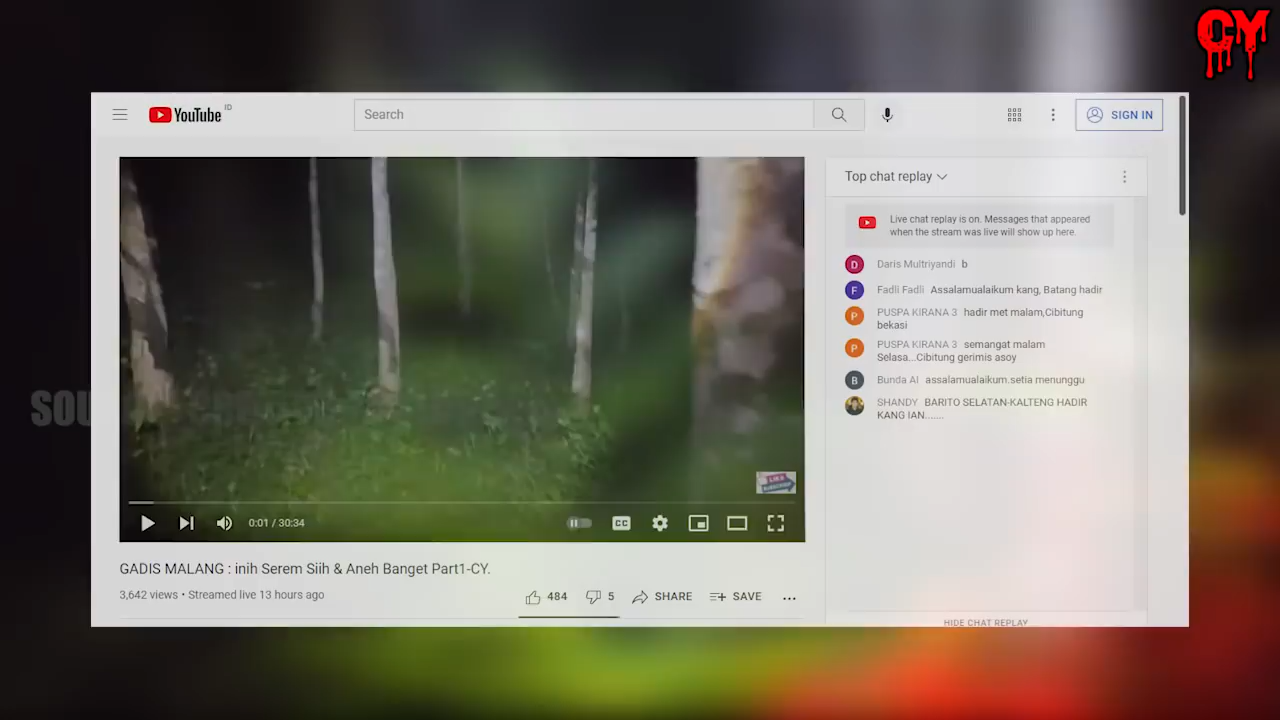 CY
YouTube ID
Search
SIGN IN
Top chat replay
Live chat replay is on. Messages that appeared
when the stream was live will show up here.
D Daris Multriyandi b
F Fadli Fadli Assalamualaikum kang, Batang hadir
P PUSPA KIRANA 3 hadir met malam,Cibitung
bekasi
P PUSPA KIRANA 3 semangat malam
Selasa...Cibitung gerimis asoy
B Bunda Al assalamualaikum.setia menunggu
SHANDY BARITO SELATAN-KALTENG HADIR
KANG IAN.......
SOU
LIKE
SUBSCRIBE
CC
0:01 / 30:34
GADIS MALANG : inih Serem Siih & Aneh Banget Part1-CY.
3,642 views • Streamed live 13 hours ago
484
5
SHARE
SAVE
HIDE CHAT REPLAY